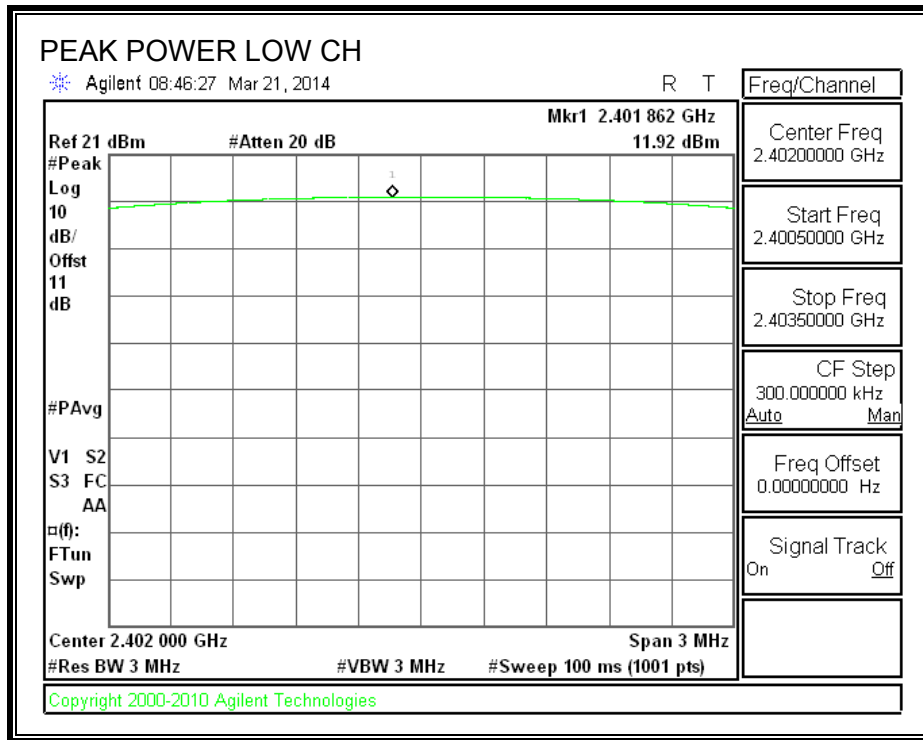 PEAK POWER LOW CH
Agilent 08:46:27 Mar 21, 2014 R T
Mkr1 2.401 862 GHz
Ref 21 dBm #Atten 20 dB 11.92 dBm
#Peak
Log
10
dB/
Offst
11
dB
1
#PAvg
V1 S2
S3 FC
AA
¤(f):
FTun
Swp
Center 2.402 000 GHz Span 3 MHz
#Res BW 3 MHz #VBW 3 MHz #Sweep 100 ms (1001 pts)
Copyright 2000-2010 Agilent Technologies
Freq/Channel
Center Freq
2.40200000 GHz
Start Freq
2.40050000 GHz
Stop Freq
2.40350000 GHz
CF Step
300.000000 kHz
Auto Man
Freq Offset
0.00000000 Hz
Signal Track
On Off